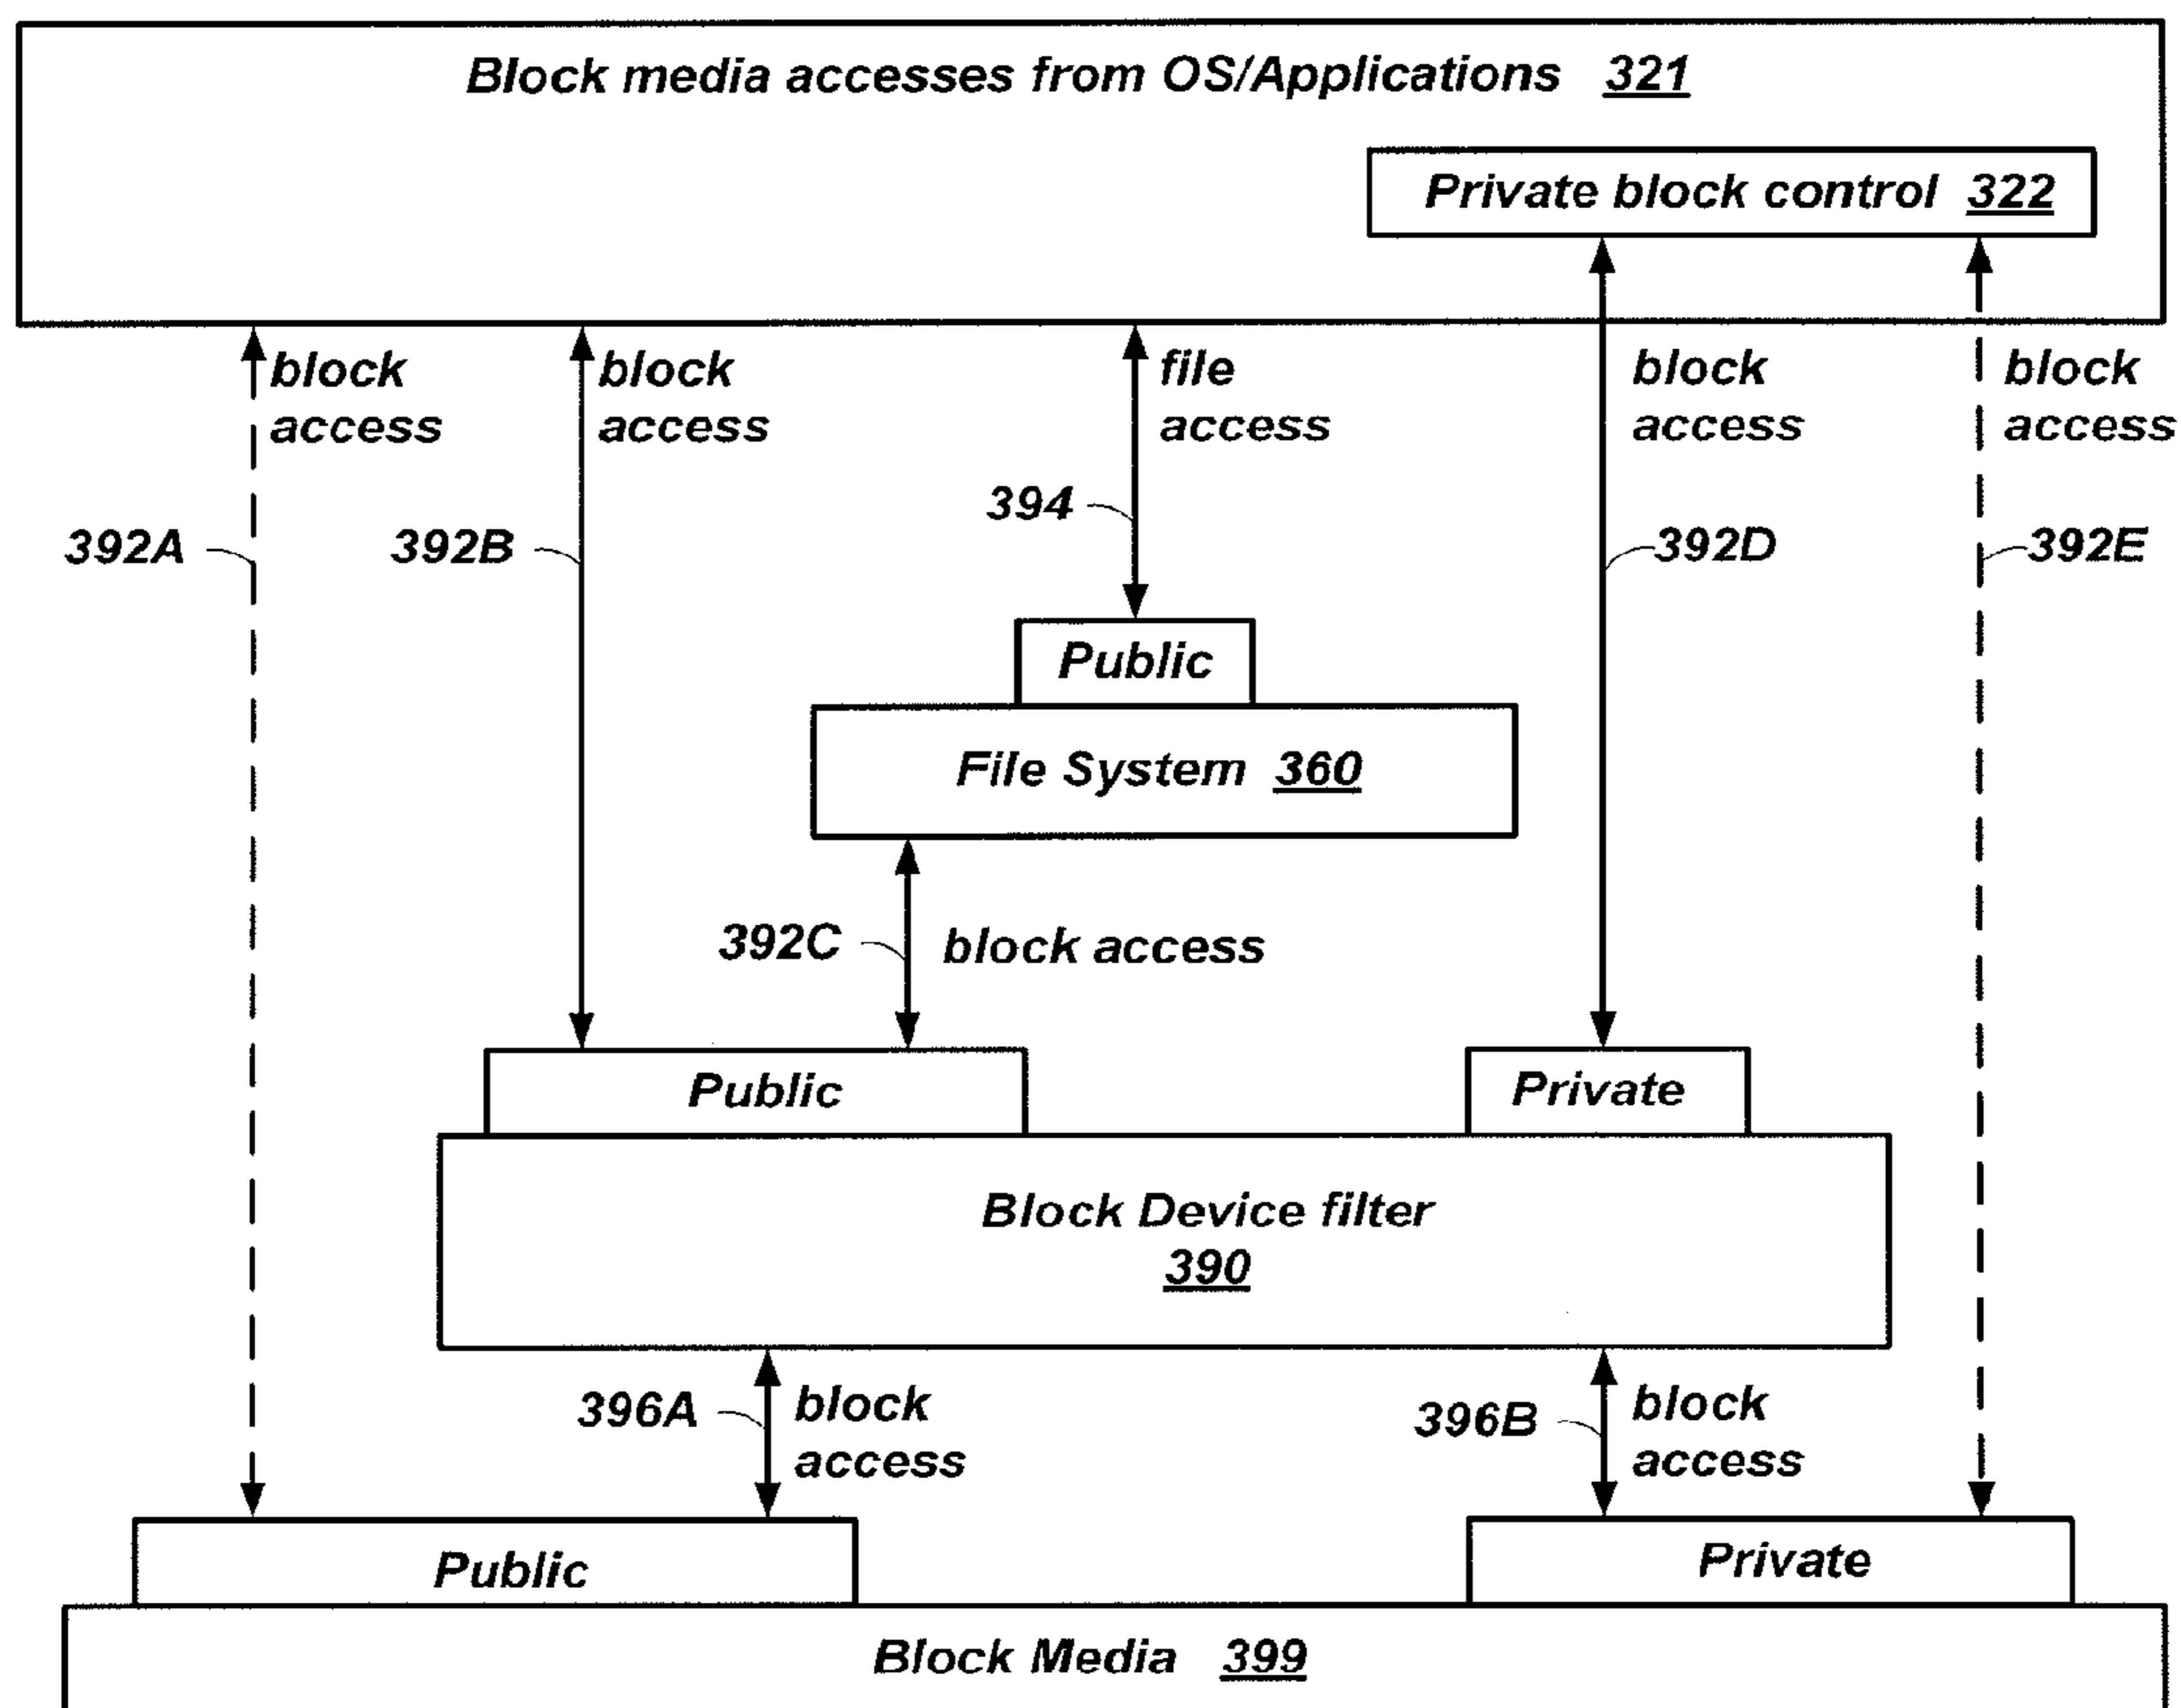 Block media accesses from OS/Applications 321
Private block control 322
block
access
block
access
file
access
block
access
block
access
394
392A
392B
392D
392E
Public
File System 360
392C
block access
Public
Private
Block Device filter
390
396A
block
access
396B
block
access
Public
Private
Block Media 399